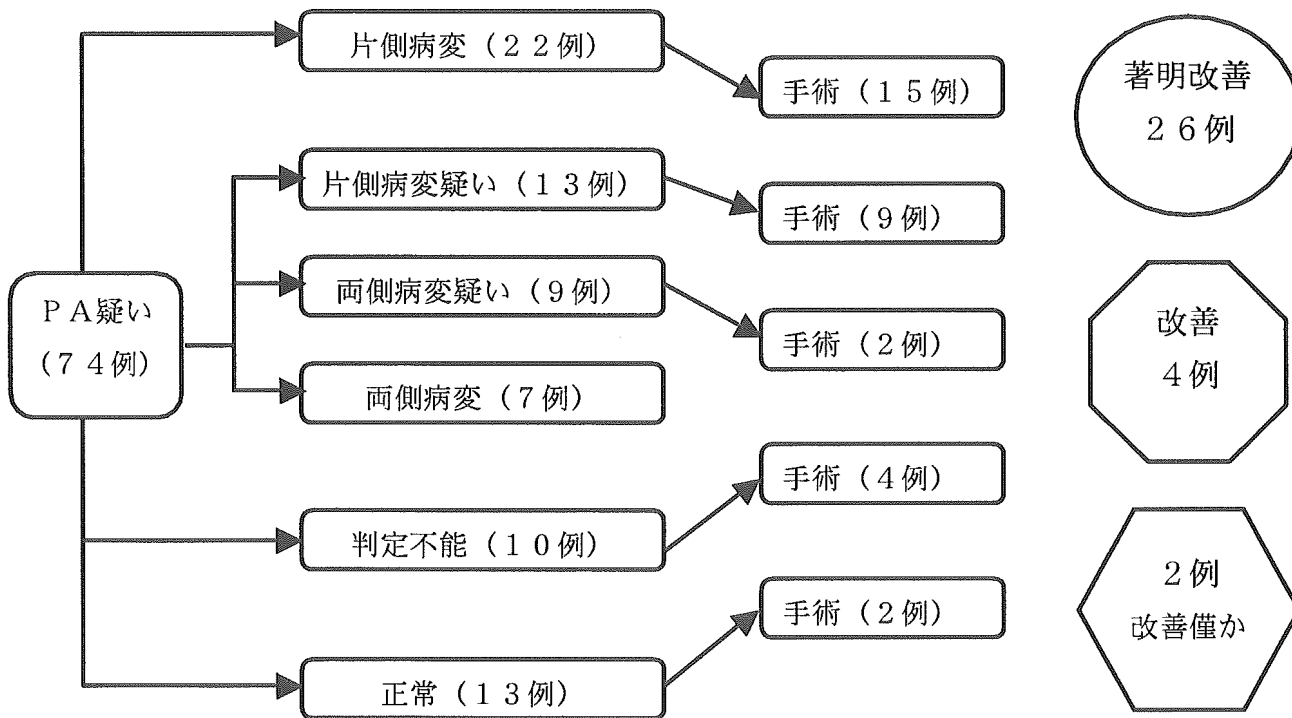 片側病変（２２例）
手術（１５例）
著明改善
２６例
片側病変疑い（１３例）
手術（９例）
ＰＡ疑い
（７４例）
両側病変疑い（９例）
手術（２例）
改善
４例
両側病変（７例）
手術（４例）
判定不能（１０例）
２例
改善僅か
手術（２例）
正常（１３例）